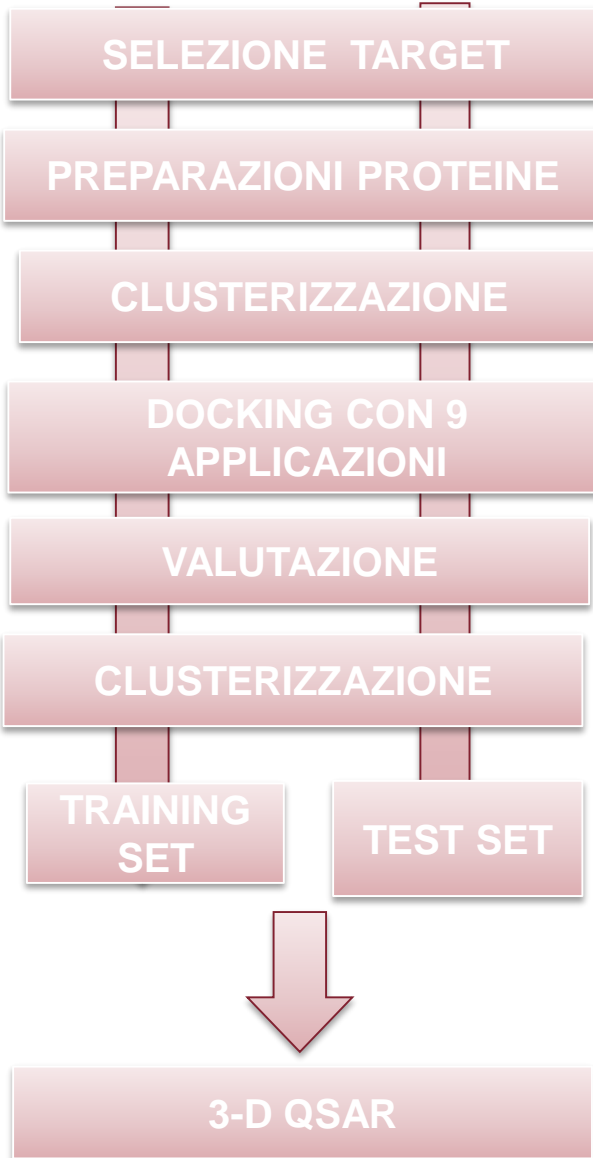 SELEZIONE TARGET
PREPARAZIONI PROTEINE
CLUSTERIZZAZIONE
DOCKING CON 9
APPLICAZIONI
VALUTAZIONE
CLUSTERIZZAZIONE
TRAINING
SET
TEST SET
3-D QSAR